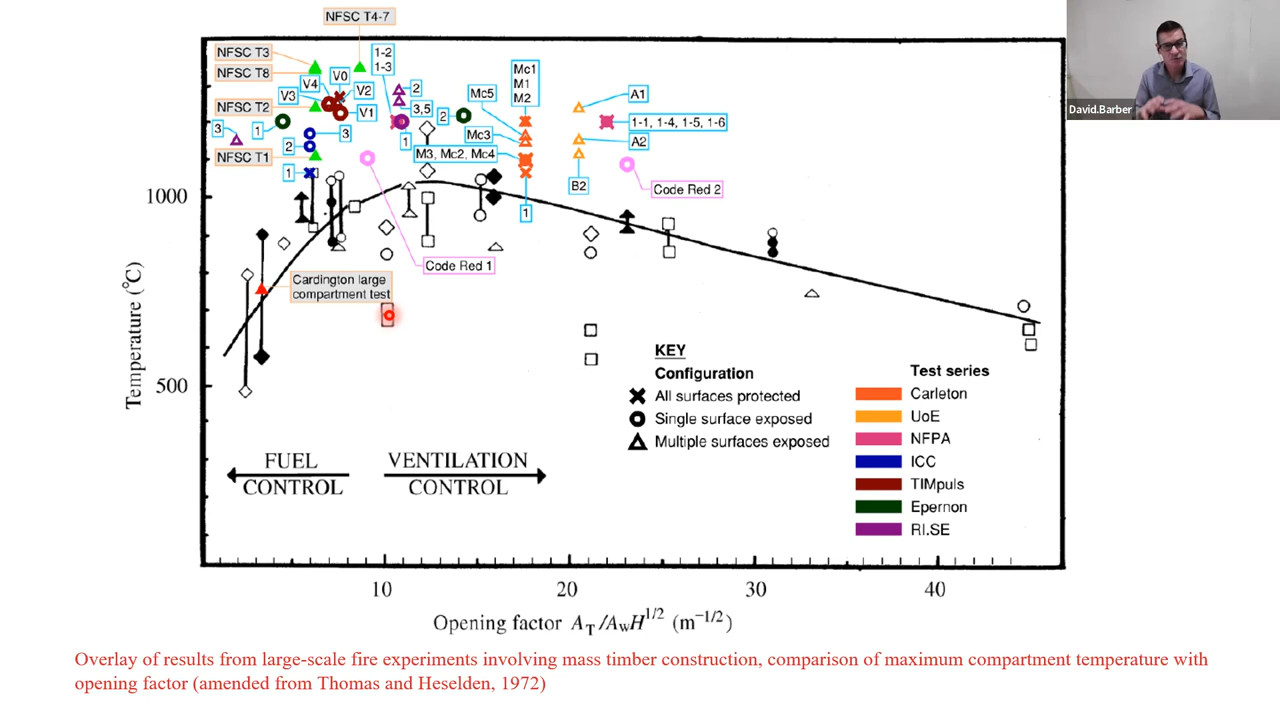 NFSC T4-7
NFSC T3
NFSC T8
V4
V0
V3
V2
V1
NFSC T2
3
1
2
3
NFSC T1
1
1-2
1-3
2
3,5
1
2
Mc5
Mc1
M1
M2
Mc3
M3, Mc2, Mc4
1
A1
A2
B2
1-1, 1-4, 1-5, 1-6
Code Red 2
Code Red 1
Cardington large
compartment test
David.Barber
1000
500
Temperature (°C)
FUEL
CONTROL
VENTILATION
CONTROL
KEY
Configuration
All surfaces protected
Single surface exposed
Multiple surfaces exposed
Test series
Carleton
UoE
NFPA
ICC
TIMpuls
Epernon
RI.SE
10
20
30
40
Opening factor A_T/A_WH^1/2 (m^−1/2)
Overlay of results from large-scale fire experiments involving mass timber construction, comparison of maximum compartment temperature with
opening factor (amended from Thomas and Heselden, 1972)